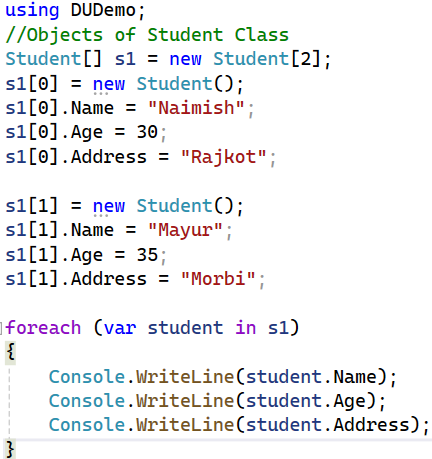 using DUDemo;
//Objects of Student Class
Student[] s1 = new Student[2];
s1[0] = new Student();
s1[0].Name = "Naimish";
s1[0].Age = 30;
s1[0].Address = "Rajkot";

s1[1] = new Student();
s1[1].Name = "Mayur";
s1[1].Age = 35;
s1[1].Address = "Morbi";

foreach (var student in s1)
{
    Console.WriteLine(student.Name);
    Console.WriteLine(student.Age);
    Console.WriteLine(student.Address);
}